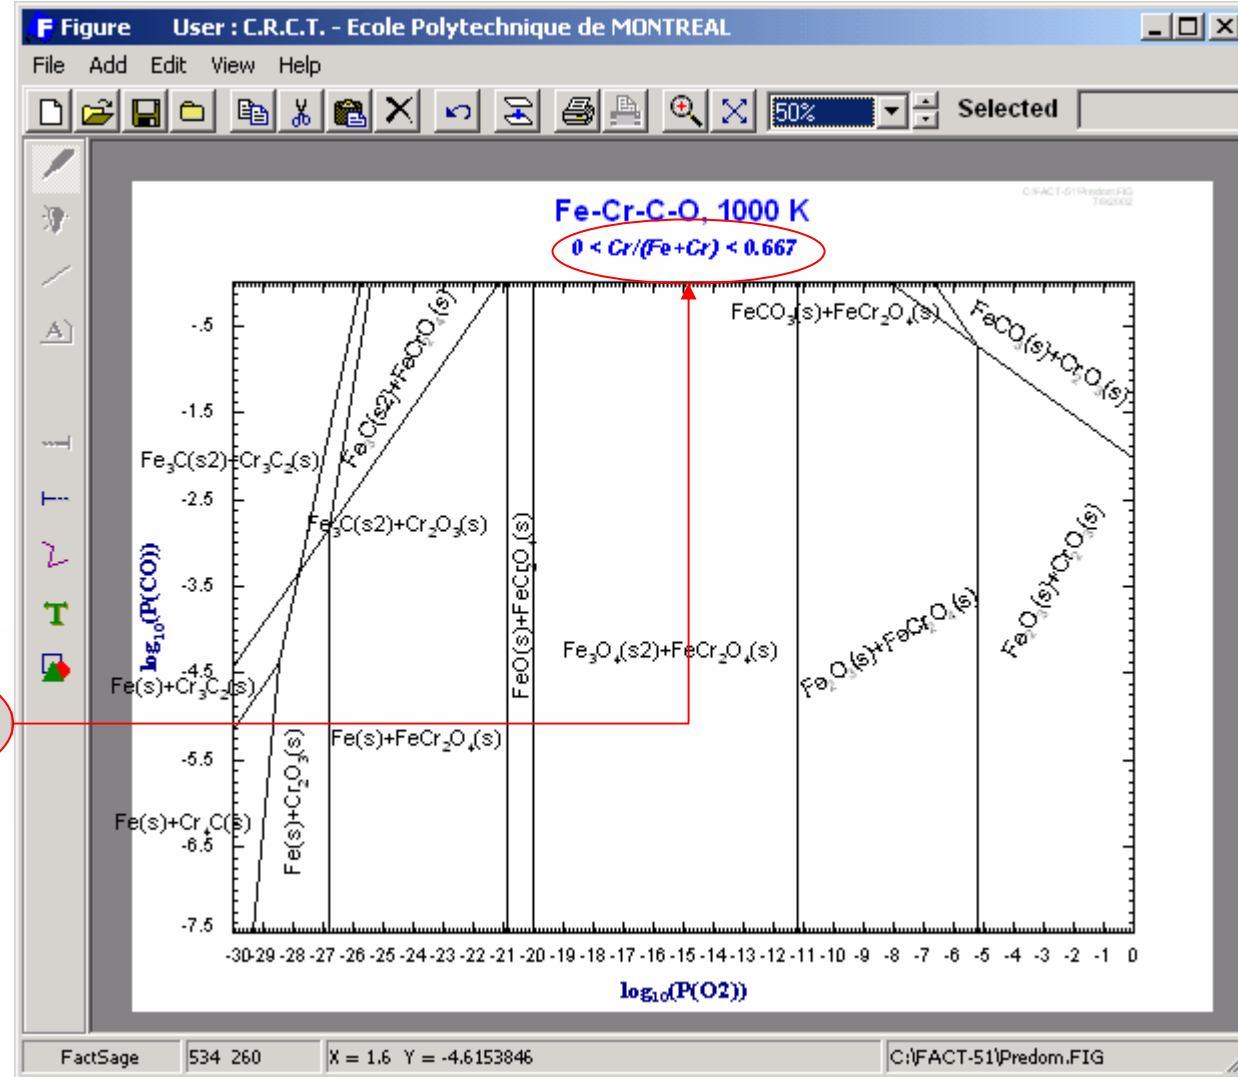 Figure User : C.R.C.T. - Ecole Polytechnique de MONTREAL
File Add Edit View Help
50% Selected
C:\FACT-51\Predom.FIG
Fe-Cr-C-O, 1000 K
0 < Cr/(Fe+Cr) < 0.667
Fe₃C(s2)+FeCr₂O₄(s)
FeCO₃(s)+FeCr₂O₄(s)
FeCO₃(s)+Cr₂O₃(s)
-.5
-1.5
Fe₃C(s2)+Cr₃C₂(s)
-2.5
Fe₃C(s2)+Cr₂O₃(s)
FeO(s)+FeCr₂O₄(s)
-3.5
log₁₀(P(CO))
Fe₃O₄(s2)+FeCr₂O₄(s)
Fe₂O₃(s)+FeCr₂O₄(s)
Fe₂O₃(s)+Cr₂O₃(s)
-4.5
Fe(s)+Cr₃C₂(s)
Fe(s)+FeCr₂O₄(s)
-5.5
Fe(s)+Cr₂O₃(s)
Fe(s)+Cr₄C(s)
-6.5
-7.5
-30 -29 -28 -27 -26 -25 -24 -23 -22 -21 -20 -19 -18 -17 -16 -15 -14 -13 -12 -11 -10 -9 -8 -7 -6 -5 -4 -3 -2 -1 0
log₁₀(P(O2))
FactSage 534 260 X = 1.6 Y = -4.6153846 C:\FACT-51\Predom.FIG